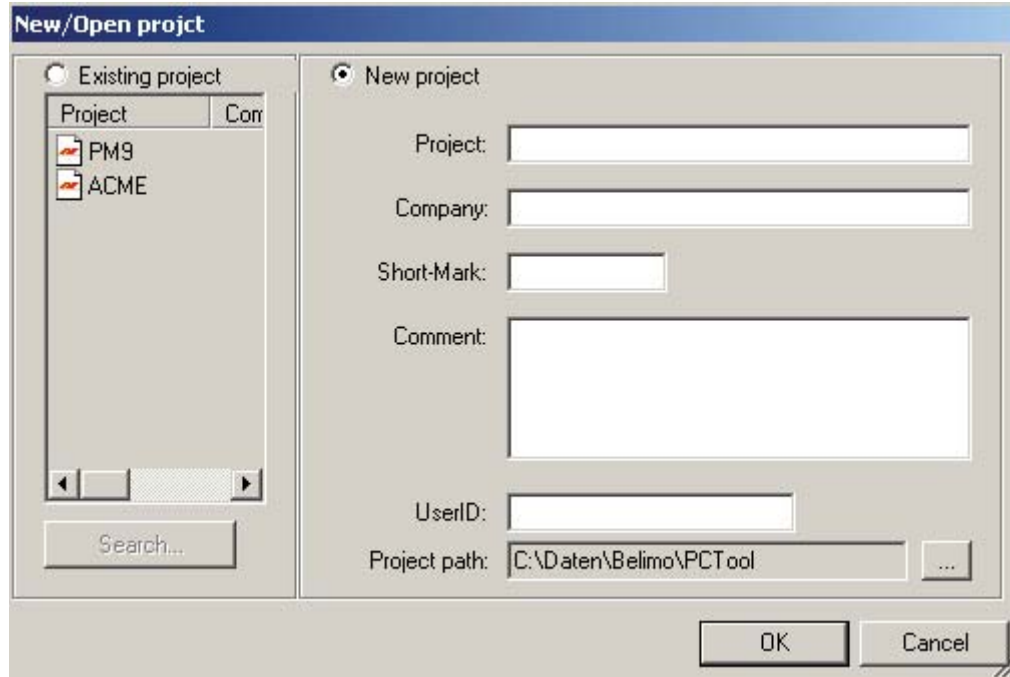 New/Open projct
Existing project
Project Com
PM9
ACME
Search...
New project
Project:
Company:
Short-Mark:
Comment:
UserID:
Project path: C:\Daten\Belimo\PCTool ...
OK Cancel